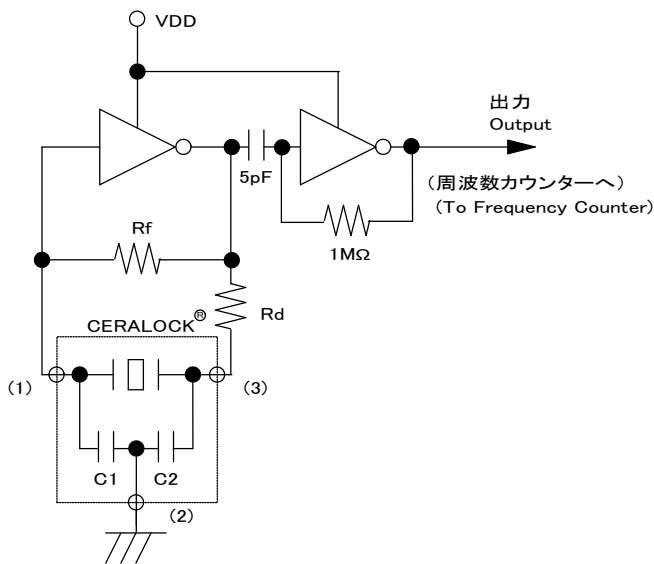 VDD
出力
Output
5pF
(周波数カウンターへ)
(To Frequency Counter)
Rf
1MΩ
Rd
CERALOCK®
(1)
(3)
C1
C2
(2)